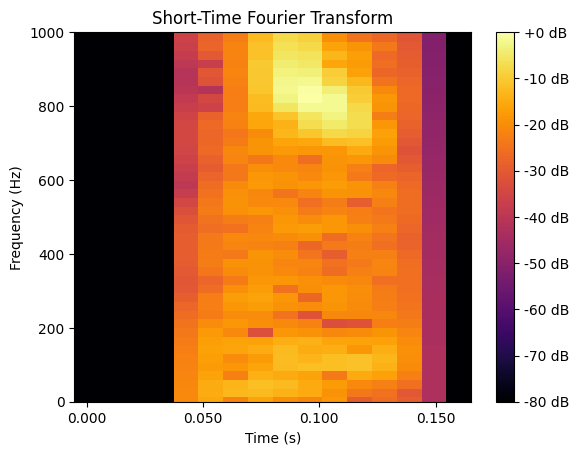 Short-Time Fourier Transform
1000
800
600
400
200
0
Frequency (Hz)
0.000
0.050
0.100
0.150
Time (s)
+0 dB
-10 dB
-20 dB
-30 dB
-40 dB
-50 dB
-60 dB
-70 dB
-80 dB